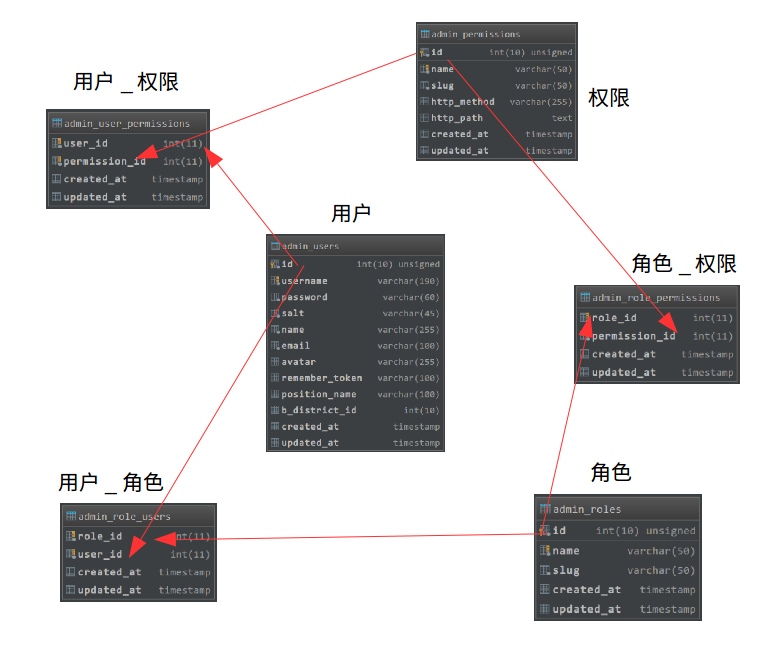 admin_permissions
id int(10) unsigned
name varchar(50)
slug varchar(50)
http_method varchar(255)
http_path text
created_at timestamp
updated_at timestamp
权限
用户 _ 权限
admin_user_permissions
user_id int(11)
permission_id int(11)
created_at timestamp
updated_at timestamp
用户
admin_users
id int(10) unsigned
username varchar(190)
password varchar(60)
salt varchar(45)
name varchar(255)
email varchar(100)
avatar varchar(255)
remember_token varchar(100)
position_name varchar(100)
b_district_id int(10)
created_at timestamp
updated_at timestamp
角色 _ 权限
admin_role_permissions
role_id int(11)
permission_id int(11)
created_at timestamp
updated_at timestamp
用户 _ 角色
admin_role_users
role_id int(11)
user_id int(11)
created_at timestamp
updated_at timestamp
角色
admin_roles
id int(10) unsigned
name varchar(50)
slug varchar(50)
created_at timestamp
updated_at timestamp